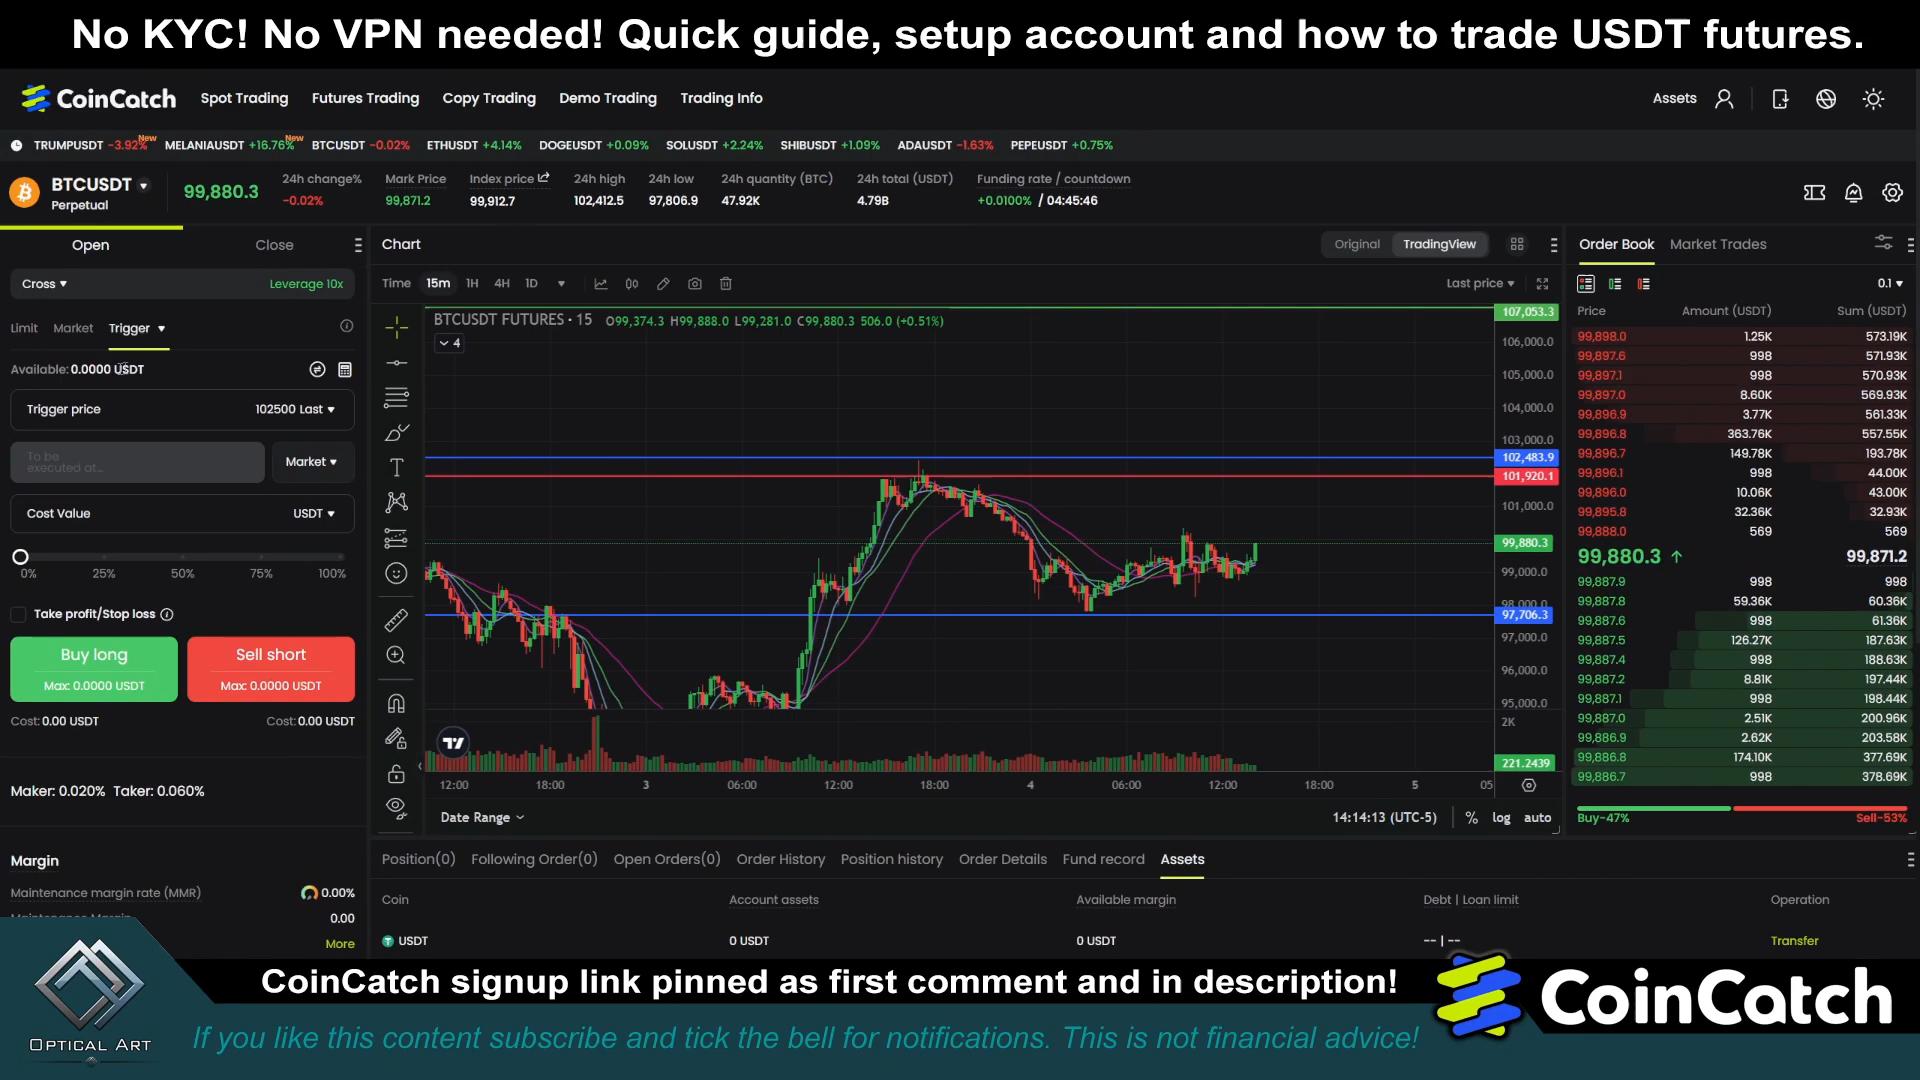 No KYC! No VPN needed! Quick guide, setup account and how to trade USDT futures.
CoinCatch Spot Trading Futures Trading Copy Trading Demo Trading Trading Info Assets
TRUMPUSDT -3.92% New MELANIAUSDT +16.76% New BTCUSDT -0.02% ETHUSDT +4.14% DOGEUSDT +0.09% SOLUSDT +2.24% SHIBUSDT +1.09% ADAUSDT -1.63% PEPEUSDT +0.75%
BTCUSDT
Perpetual
99,880.3
24h change% Mark Price Index price 24h high 24h low 24h quantity (BTC) 24h total (USDT) Funding rate / countdown
-0.02% 99,871.2 99,912.7 102,412.5 97,806.9 47.92K 4.79B +0.0100% / 04:45:46
Open Close
Cross Leverage 10x
Limit Market Trigger
Available: 0.0000 USDT
Trigger price 102500 Last
To be
executed at...
Market
Cost Value USDT
0% 25% 50% 75% 100%
Take profit/Stop loss
Buy long Sell short
Max: 0.0000 USDT Max: 0.0000 USDT
Cost: 0.00 USDT Cost: 0.00 USDT
Maker: 0.020% Taker: 0.060%
Margin
Maintenance margin rate (MMR) 0.00%
0.00
More
Chart Original TradingView
Time 15m 1H 4H 1D Last price
BTCUSDT FUTURES · 15 O99,374.3 H99,888.0 L99,281.0 C99,880.3 506.0 (+0.51%)
4
107,053.3
106,000.0
105,000.0
104,000.0
103,000.0
102,483.9
101,920.1
101,000.0
99,880.3
99,000.0
98,000.0
97,706.3
97,000.0
96,000.0
95,000.0
2K
221.2439
12:00 18:00 3 06:00 12:00 18:00 4 06:00 12:00 18:00 5 05
Date Range 14:14:13 (UTC-5) % log auto
Order Book Market Trades
0.1
Price Amount (USDT) Sum (USDT)
99,898.0 1.25K 573.19K
99,897.6 998 571.93K
99,897.1 998 570.93K
99,897.0 8.60K 569.93K
99,896.9 3.77K 561.33K
99,896.8 363.76K 557.55K
99,896.7 149.78K 193.78K
99,896.1 998 44.00K
99,896.0 10.06K 43.00K
99,895.8 32.36K 32.93K
99,888.0 569 569
99,880.3 99,871.2
99,887.9 998 998
99,887.8 59.36K 60.36K
99,887.6 998 61.36K
99,887.5 126.27K 187.63K
99,887.4 998 188.63K
99,887.2 8.81K 197.44K
99,887.1 998 198.44K
99,887.0 2.51K 200.96K
99,886.9 2.62K 203.58K
99,886.8 174.10K 377.69K
99,886.7 998 378.69K
Buy-47% Sell-53%
Position(0) Following Order(0) Open Orders(0) Order History Position history Order Details Fund record Assets
Coin Account assets Available margin Debt | Loan limit Operation
USDT 0 USDT 0 USDT -- | -- Transfer
CoinCatch signup link pinned as first comment and in description!
CoinCatch
OPTICAL ART
If you like this content subscribe and tick the bell for notifications. This is not financial advice!